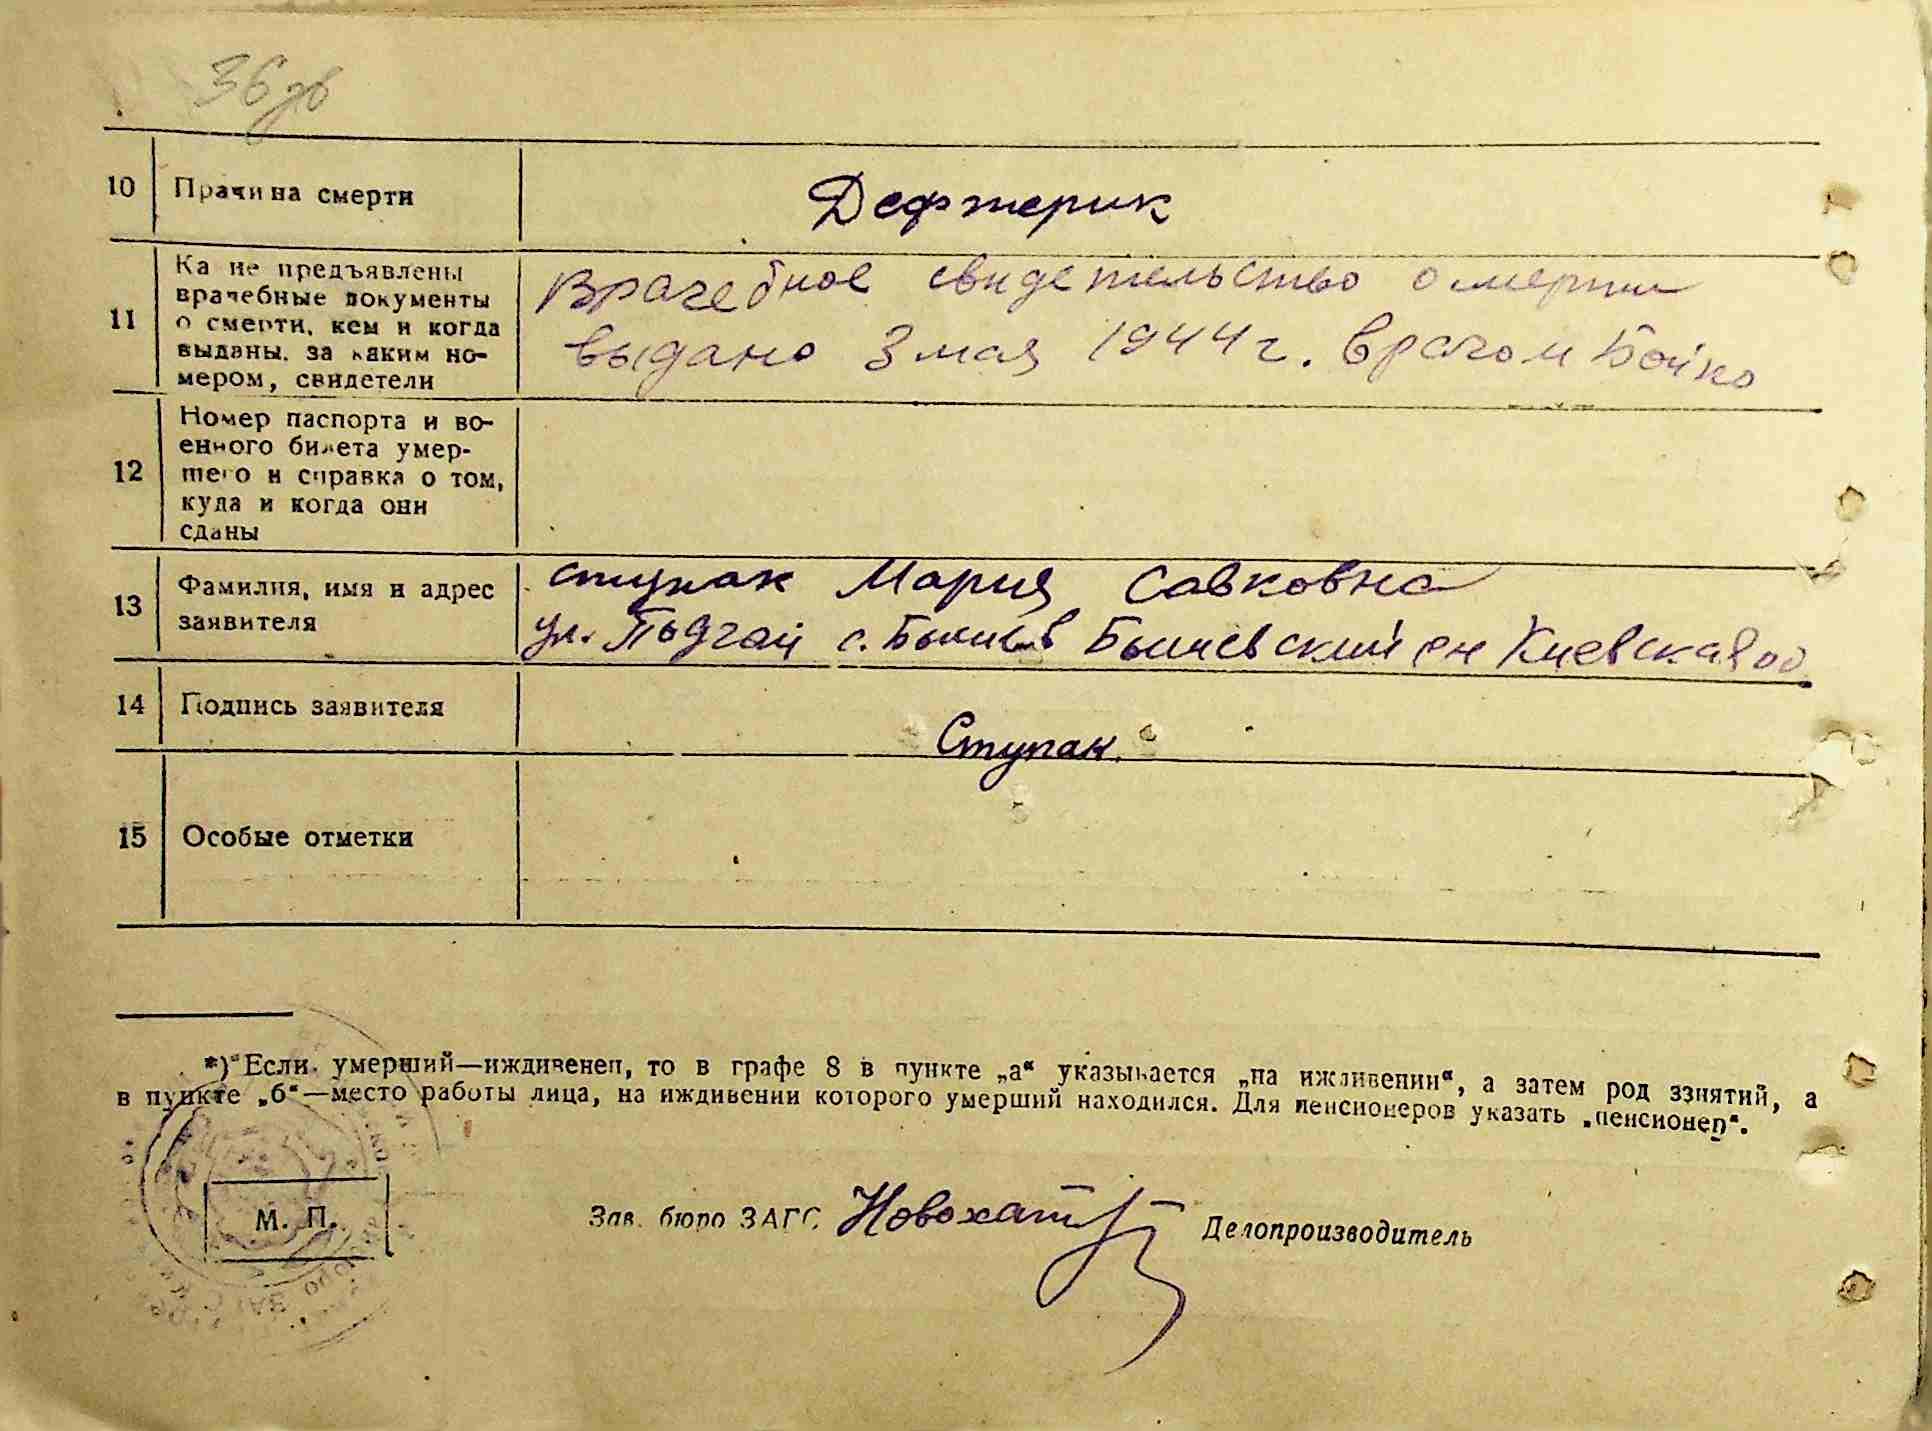 36 зв
10 Причина смерти Дефтерик
11 Какие предъявлены
врачебные документы
о смерти, кем и когда
выданы, за каким но-
мером, свидетели
Врачебное свидетельство о мерти
выдано 3 мая 1944 г. врачом Бойко
12 Номер паспорта и во-
енного билета умер-
шего и справка о том,
куда и когда они
сданы
13 Фамилия, имя и адрес
заявителя
Ступак Мария Савковна
ул. Подгай с. Бышев Бышевский рн Киевская об
14 Подпись заявителя Ступак
15 Особые отметки
*) Если умерший—иждивенец, то в графе 8 в пункте „а“ указывается „на иждивении“, а затем род занятий, а
в пункте „б“—место работы лица, на иждивении которого умерший находился. Для пенсионеров указать „пенсионер“.
М. П.
Зав. бюро ЗАГС Делопроизводитель